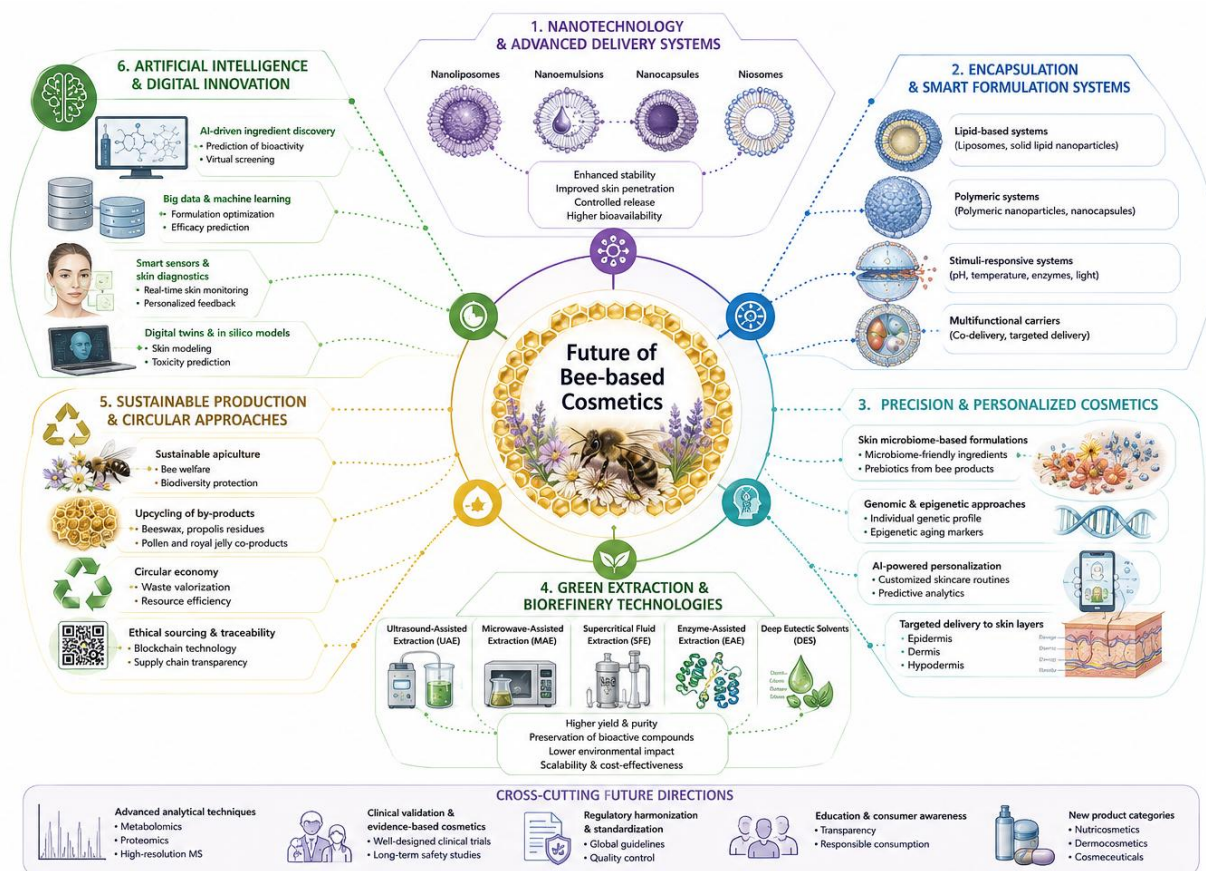 1. NANOTECHNOLOGY
& ADVANCED DELIVERY SYSTEMS
Nanoliposomes
Nanoemulsions
Nanocapsules
Niosomes
Enhanced stability
Improved skin penetration
Controlled release
Higher bioavailability
2. ENCAPSULATION
& SMART FORMULATION SYSTEMS
Lipid-based systems
(Liposomes, solid lipid nanoparticles)
Polymeric systems
(Polymeric nanoparticles, nanocapsules)
Stimuli-responsive systems
(pH, temperature, enzymes, light)
Multifunctional carriers
(Co-delivery, targeted delivery)
3. PRECISION & PERSONALIZED COSMETICS
Skin microbiome-based formulations
• Microbiome-friendly ingredients
• Prebiotics from bee products
Genomic & epigenetic approaches
• Individual genetic profile
• Epigenetic aging markers
AI-powered personalization
• Customized skincare routines
• Predictive analytics
Targeted delivery to skin layers
• Epidermis
• Dermis
• Hypodermis
4. GREEN EXTRACTION &
BIOREFINERY TECHNOLOGIES
Ultrasound-Assisted
Extraction (UAE)
Microwave-Assisted
Extraction (MAE)
Supercritical Fluid
Extraction (SFE)
Enzyme-Assisted
Extraction (EAE)
Deep Eutectic Solvents
(DES)
Higher yield & purity
Preservation of bioactive compounds
Lower environmental impact
Scalability & cost-effectiveness
5. SUSTAINABLE PRODUCTION
& CIRCULAR APPROACHES
Sustainable apiculture
• Bee welfare
• Biodiversity protection
Upcycling of by-products
• Beeswax, propolis residues
• Pollen and royal jelly co-products
Circular economy
• Waste valorization
• Resource efficiency
Ethical sourcing & traceability
• Blockchain technology
• Supply chain transparency
6. ARTIFICIAL INTELLIGENCE
& DIGITAL INNOVATION
AI-driven ingredient discovery
• Prediction of bioactivity
• Virtual screening
Big data & machine learning
• Formulation optimization
• Efficacy prediction
Smart sensors &
skin diagnostics
• Real-time skin monitoring
• Personalized feedback
Digital twins & in silico models
• Skin modeling
• Toxicity prediction
Future of
Bee-based
Cosmetics
CROSS-CUTTING FUTURE DIRECTIONS
Advanced analytical techniques
• Metabolomics
• Proteomics
• High-resolution MS
Clinical validation &
evidence-based cosmetics
• Well-designed clinical trials
• Long-term safety studies
Regulatory harmonization
& standardization
• Global guidelines
• Quality control
Education & consumer awareness
• Transparency
• Responsible consumption
New product categories
• Nutricosmetics
• Dermocosmetics
• Cosmeceuticals